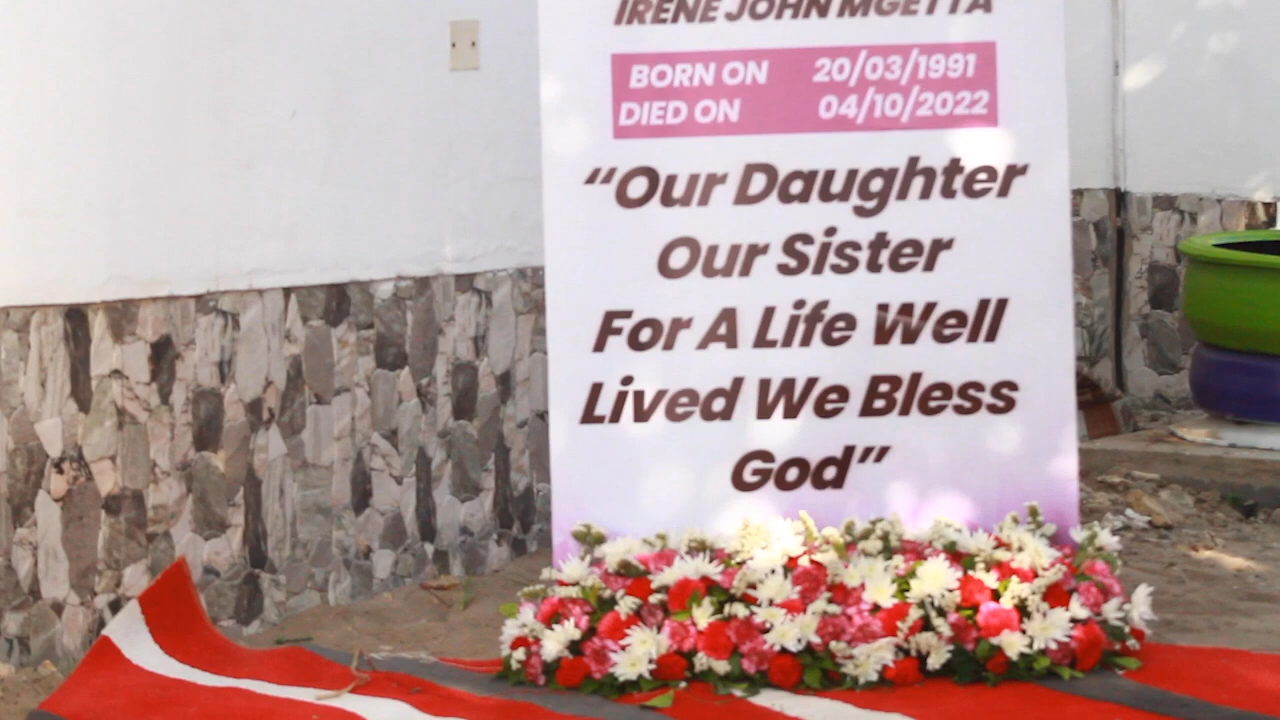 IRENE JOHN MGETTA
BORN ON 20/03/1991
DIED ON 04/10/2022
“Our Daughter
Our Sister
For A Life Well
Lived We Bless
God”